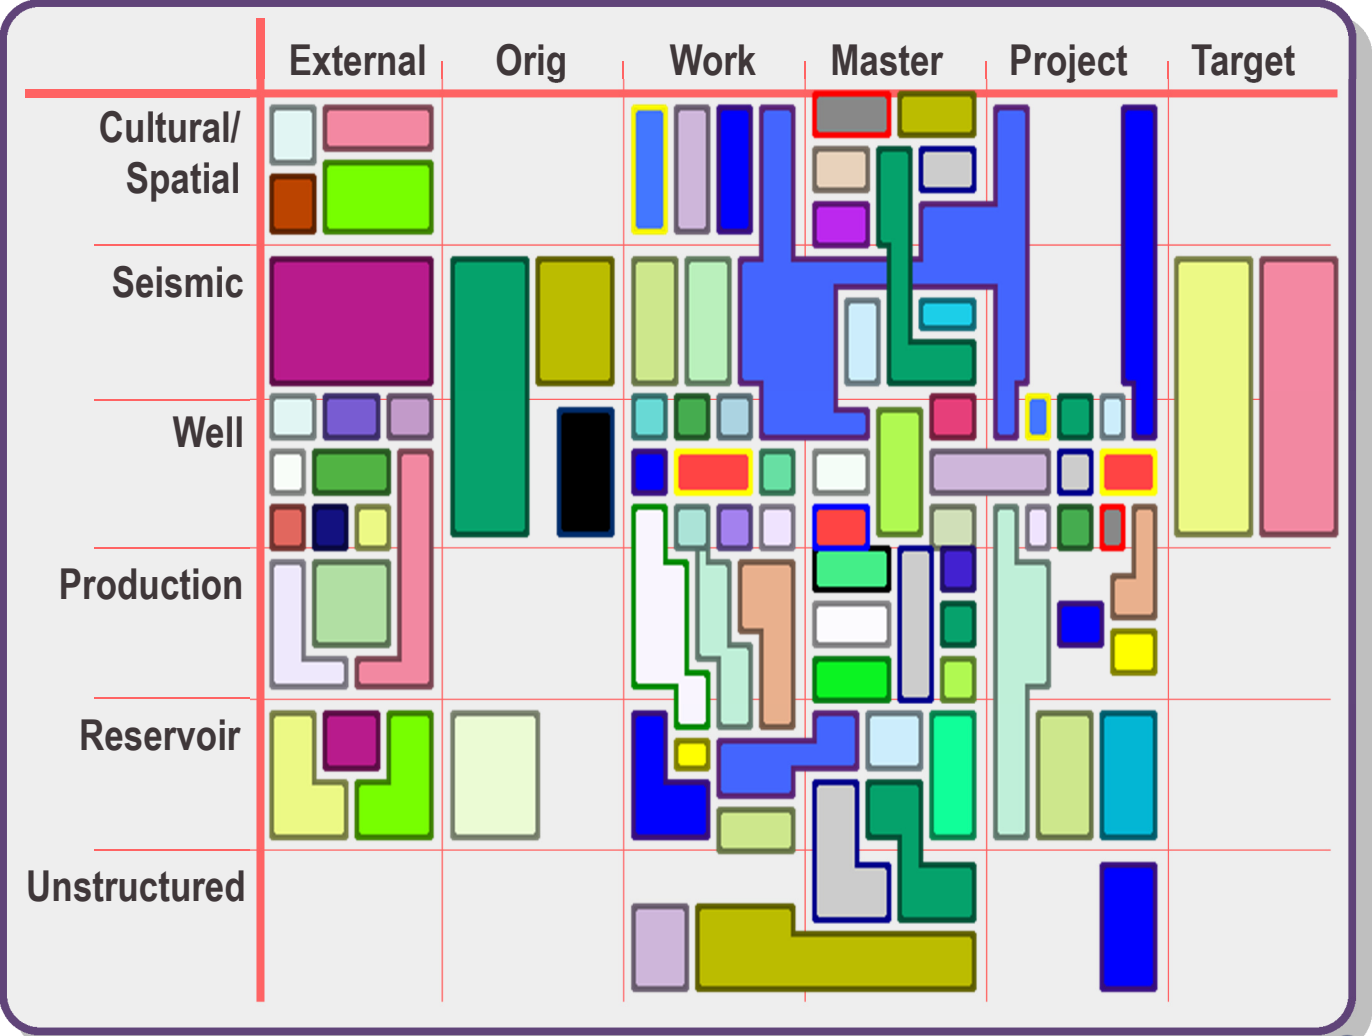 External Orig Work Master Project Target
Cultural/
Spatial
Seismic
Well
Production
Reservoir
Unstructured